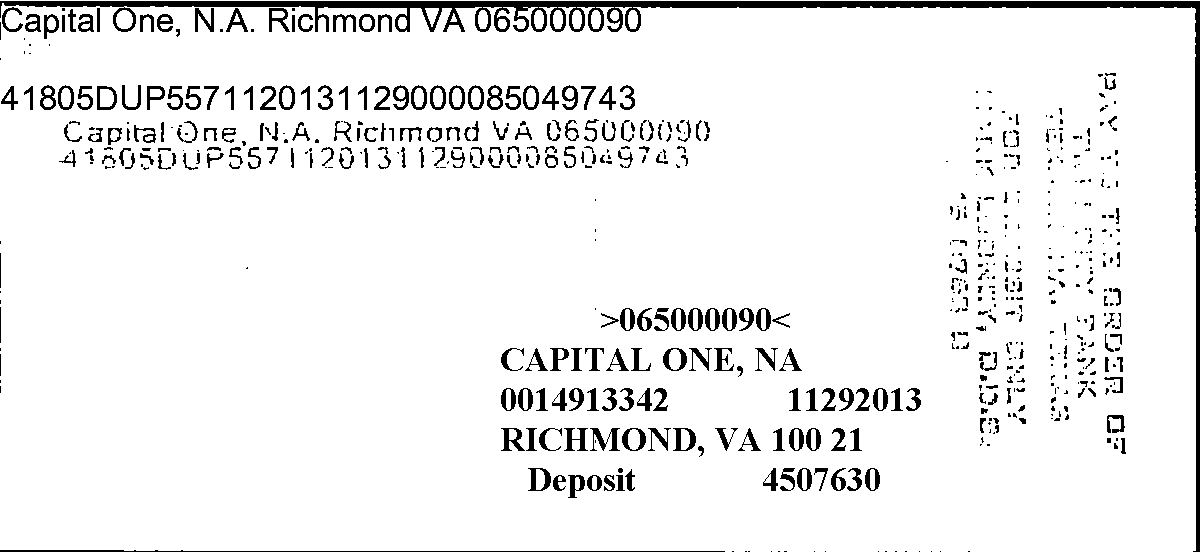 Capital One, N.A. Richmond VA 065000090
41805DUP5571120131129000085049743
Capital One, N.A. Richmond VA 065000090
41805DUP5571120131129000085049743
>065000090<
CAPITAL ONE, NA
0014913342 11292013
RICHMOND, VA 100 21
Deposit 4507630
PAY TO THE ORDER OF
BANK
FOR DEPOSIT ONLY
D.D.S.